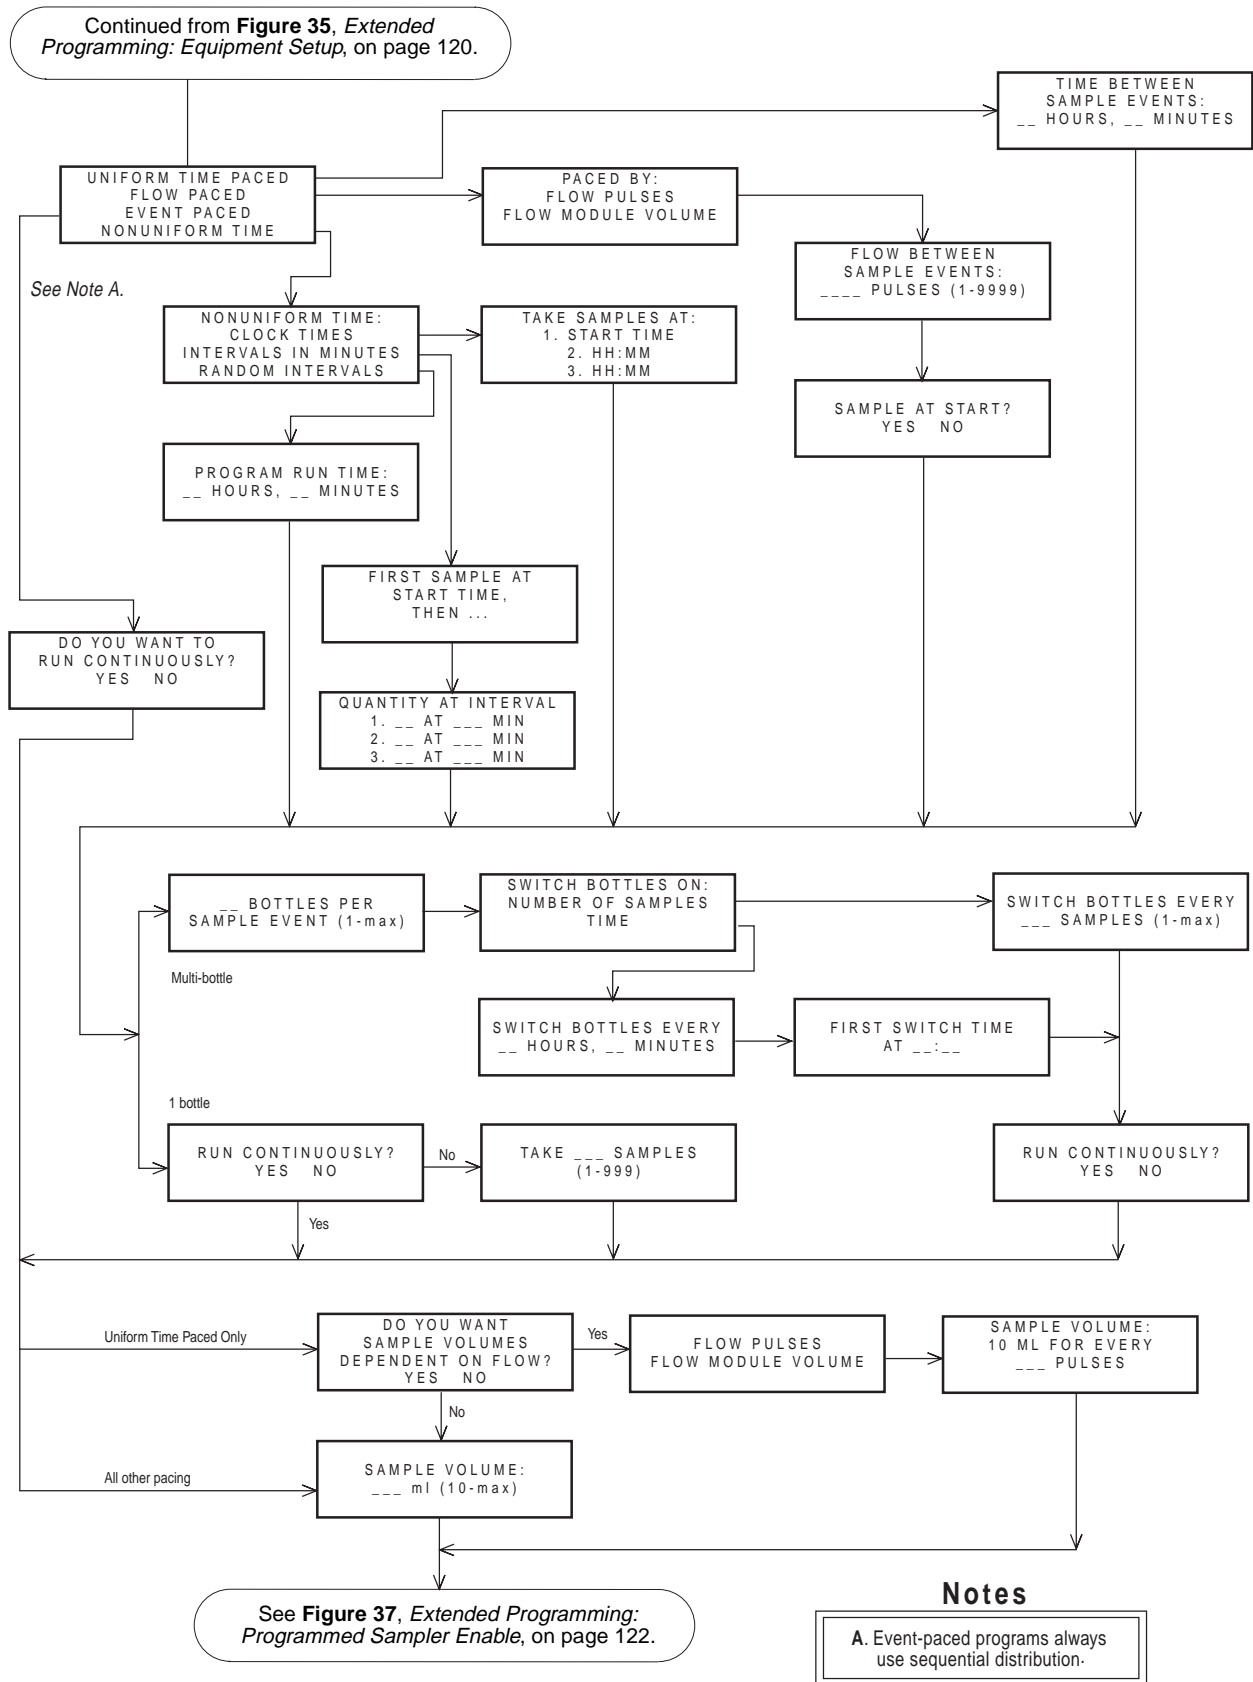 Continued from Figure 35, Extended
Programming: Equipment Setup, on page 120.
TIME BETWEEN
SAMPLE EVENTS:
__ HOURS, __ MINUTES
UNIFORM TIME PACED
FLOW PACED
EVENT PACED
NONUNIFORM TIME
PACED BY:
FLOW PULSES
FLOW MODULE VOLUME
FLOW BETWEEN
SAMPLE EVENTS:
____ PULSES (1-9999)
See Note A.
NONUNIFORM TIME:
CLOCK TIMES
INTERVALS IN MINUTES
RANDOM INTERVALS
TAKE SAMPLES AT:
1. START TIME
2. HH:MM
3. HH:MM
SAMPLE AT START?
YES NO
PROGRAM RUN TIME:
__ HOURS, __ MINUTES
FIRST SAMPLE AT
START TIME,
THEN ...
DO YOU WANT TO
RUN CONTINUOUSLY?
YES NO
QUANTITY AT INTERVAL
1. __ AT ___ MIN
2. __ AT ___ MIN
3. __ AT ___ MIN
__ BOTTLES PER
SAMPLE EVENT (1-max)
SWITCH BOTTLES ON:
NUMBER OF SAMPLES
TIME
SWITCH BOTTLES EVERY
___ SAMPLES (1-max)
Multi-bottle
SWITCH BOTTLES EVERY
__ HOURS, __ MINUTES
FIRST SWITCH TIME
AT __:__
1 bottle
RUN CONTINUOUSLY?
YES NO
No
TAKE ___ SAMPLES
(1-999)
RUN CONTINUOUSLY?
YES NO
Yes
Uniform Time Paced Only
DO YOU WANT
SAMPLE VOLUMES
DEPENDENT ON FLOW?
YES NO
Yes
FLOW PULSES
FLOW MODULE VOLUME
SAMPLE VOLUME:
10 ML FOR EVERY
___ PULSES
No
All other pacing
SAMPLE VOLUME:
___ ml (10-max)
See Figure 37, Extended Programming:
Programmed Sampler Enable, on page 122.
Notes
A. Event-paced programs always
use sequential distribution.